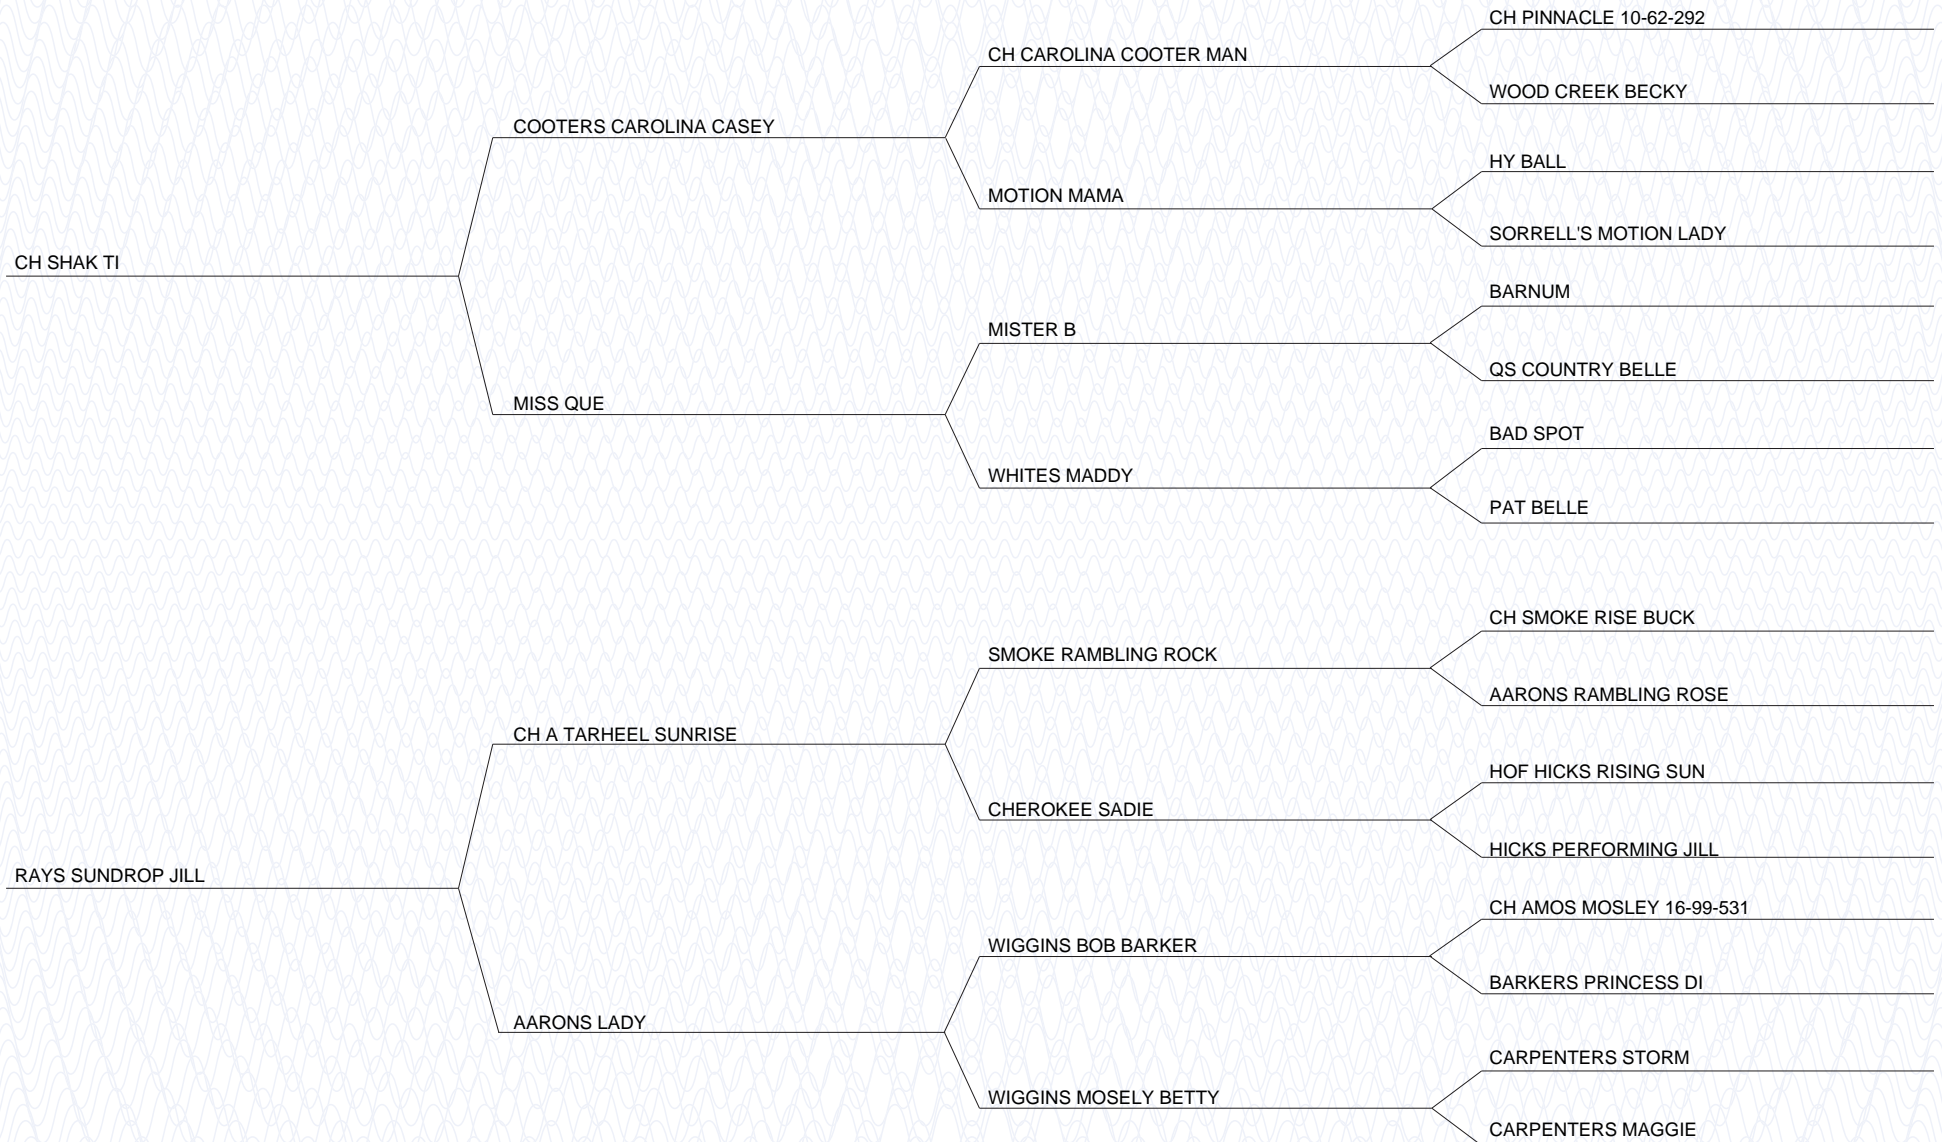 CH PINNACLE 10-62-292
CH CAROLINA COOTER MAN
WOOD CREEK BECKY
COOTERS CAROLINA CASEY
HY BALL
MOTION MAMA
SORRELL'S MOTION LADY
CH SHAK TI
BARNUM
MISTER B
QS COUNTRY BELLE
MISS QUE
BAD SPOT
WHITES MADDY
PAT BELLE
CH SMOKE RISE BUCK
SMOKE RAMBLING ROCK
AARONS RAMBLING ROSE
CH A TARHEEL SUNRISE
HOF HICKS RISING SUN
CHEROKEE SADIE
HICKS PERFORMING JILL
RAYS SUNDROP JILL
CH AMOS MOSLEY 16-99-531
WIGGINS BOB BARKER
BARKERS PRINCESS DI
AARONS LADY
CARPENTERS STORM
WIGGINS MOSELY BETTY
CARPENTERS MAGGIE